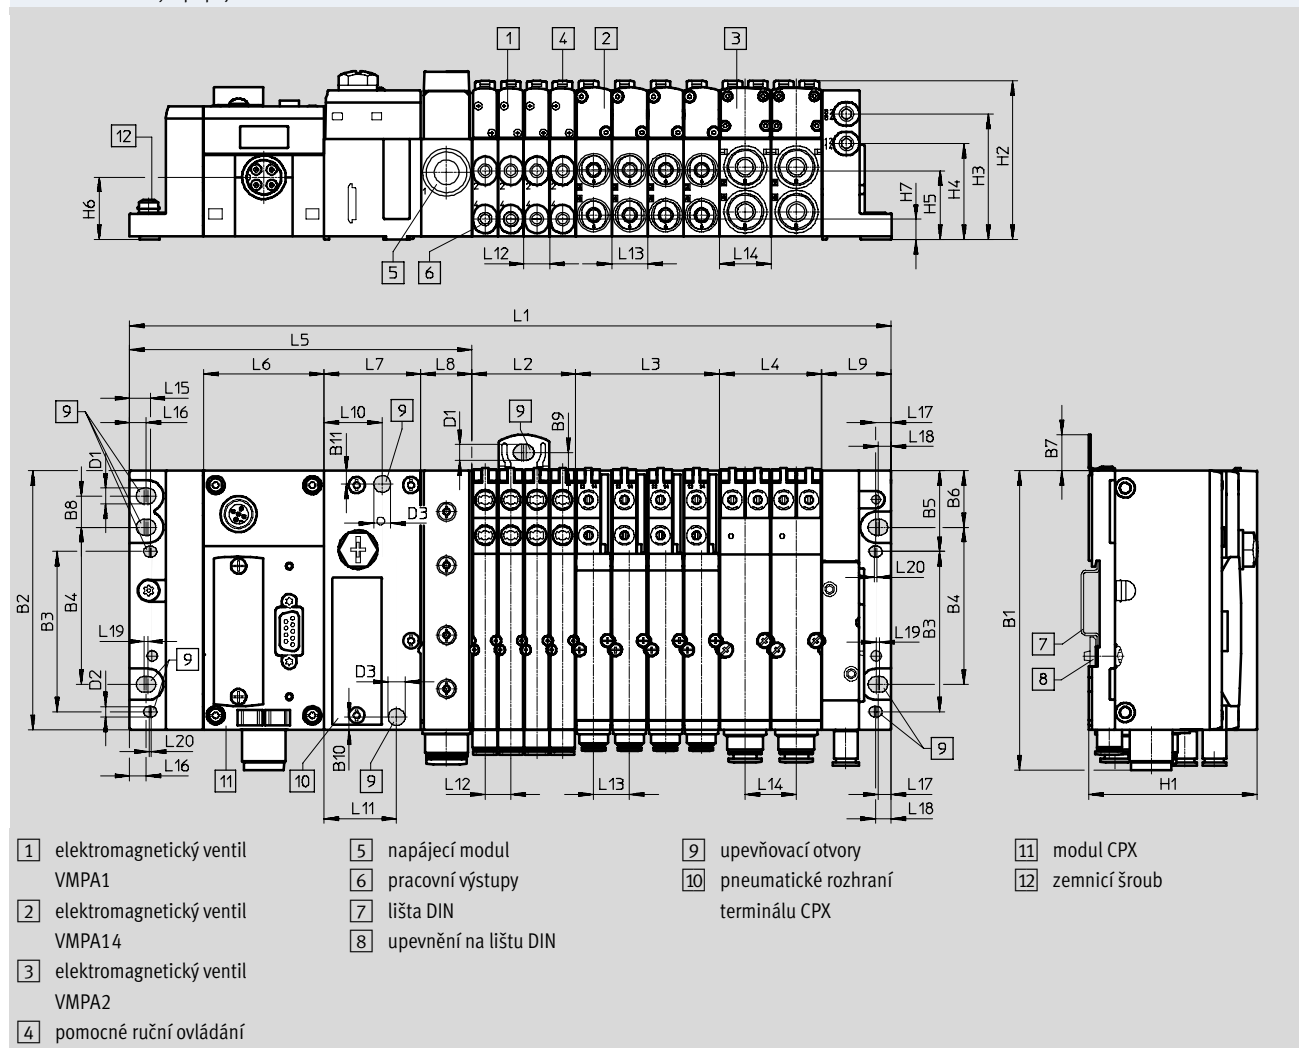 1 4 2 3
12
H6
H7 H5 H4 H3 H2
L12 L13 L14
5 6
L1
L5
L6 L7 L8 L2 L3 L4 L9
L15
L16
L10
9 9 9
D1 B8
B11
D1
B9
L17
L18
B7
D3
B5 B6
L20
B2 B3 B4
B3 B4
B1
L19
L19
7
8
9
D2
D3
L20
L16
11 10
B10
9
L11
L12 L13 L14
9
L17
L18
H1
1 elektromagnetický ventil
VMPA1
2 elektromagnetický ventil
VMPA14
3 elektromagnetický ventil
VMPA2
4 pomocné ruční ovládání
5 napájecí modul
6 pracovní výstupy
7 lišta DIN
8 upevnění na lištu DIN
9 upevňovací otvory
10 pneumatické rozhraní
terminálu CPX
11 modul CPX
12 zemnicí šroub